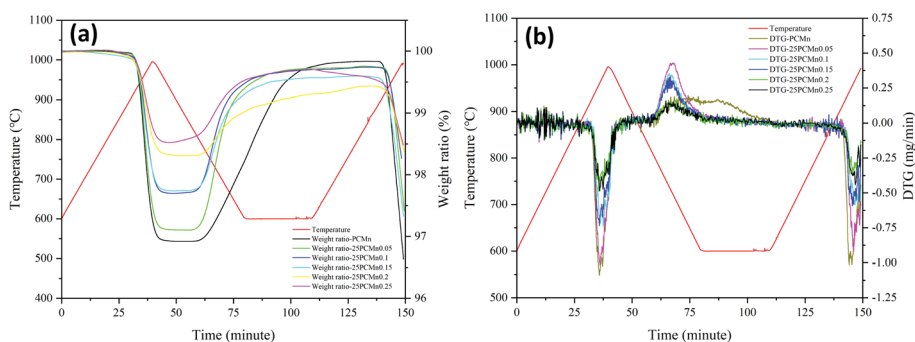 (a)
1100
1000
900
800
700
600
500
400
Temperature (°C)
100
99
98
97
96
Weight ratio (%)
Temperature
Weight ratio-PCMn
Weight ratio-25PCMn0.05
Weight ratio-25PCMn0.1
Weight ratio-25PCMn0.15
Weight ratio-25PCMn0.2
Weight ratio-25PCMn0.25
0 25 50 75 100 125 150
Time (minute)
(b)
1100
1000
900
800
700
600
500
Temperature (°C)
0.75
0.50
0.25
0.00
-0.25
-0.50
-0.75
-1.00
-1.25
DTG (mg/min)
Temperature
DTG-PCMn
DTG-25PCMn0.05
DTG-25PCMn0.1
DTG-25PCMn0.15
DTG-25PCMn0.2
DTG-25PCMn0.25
0 25 50 75 100 125 150
Time (minute)